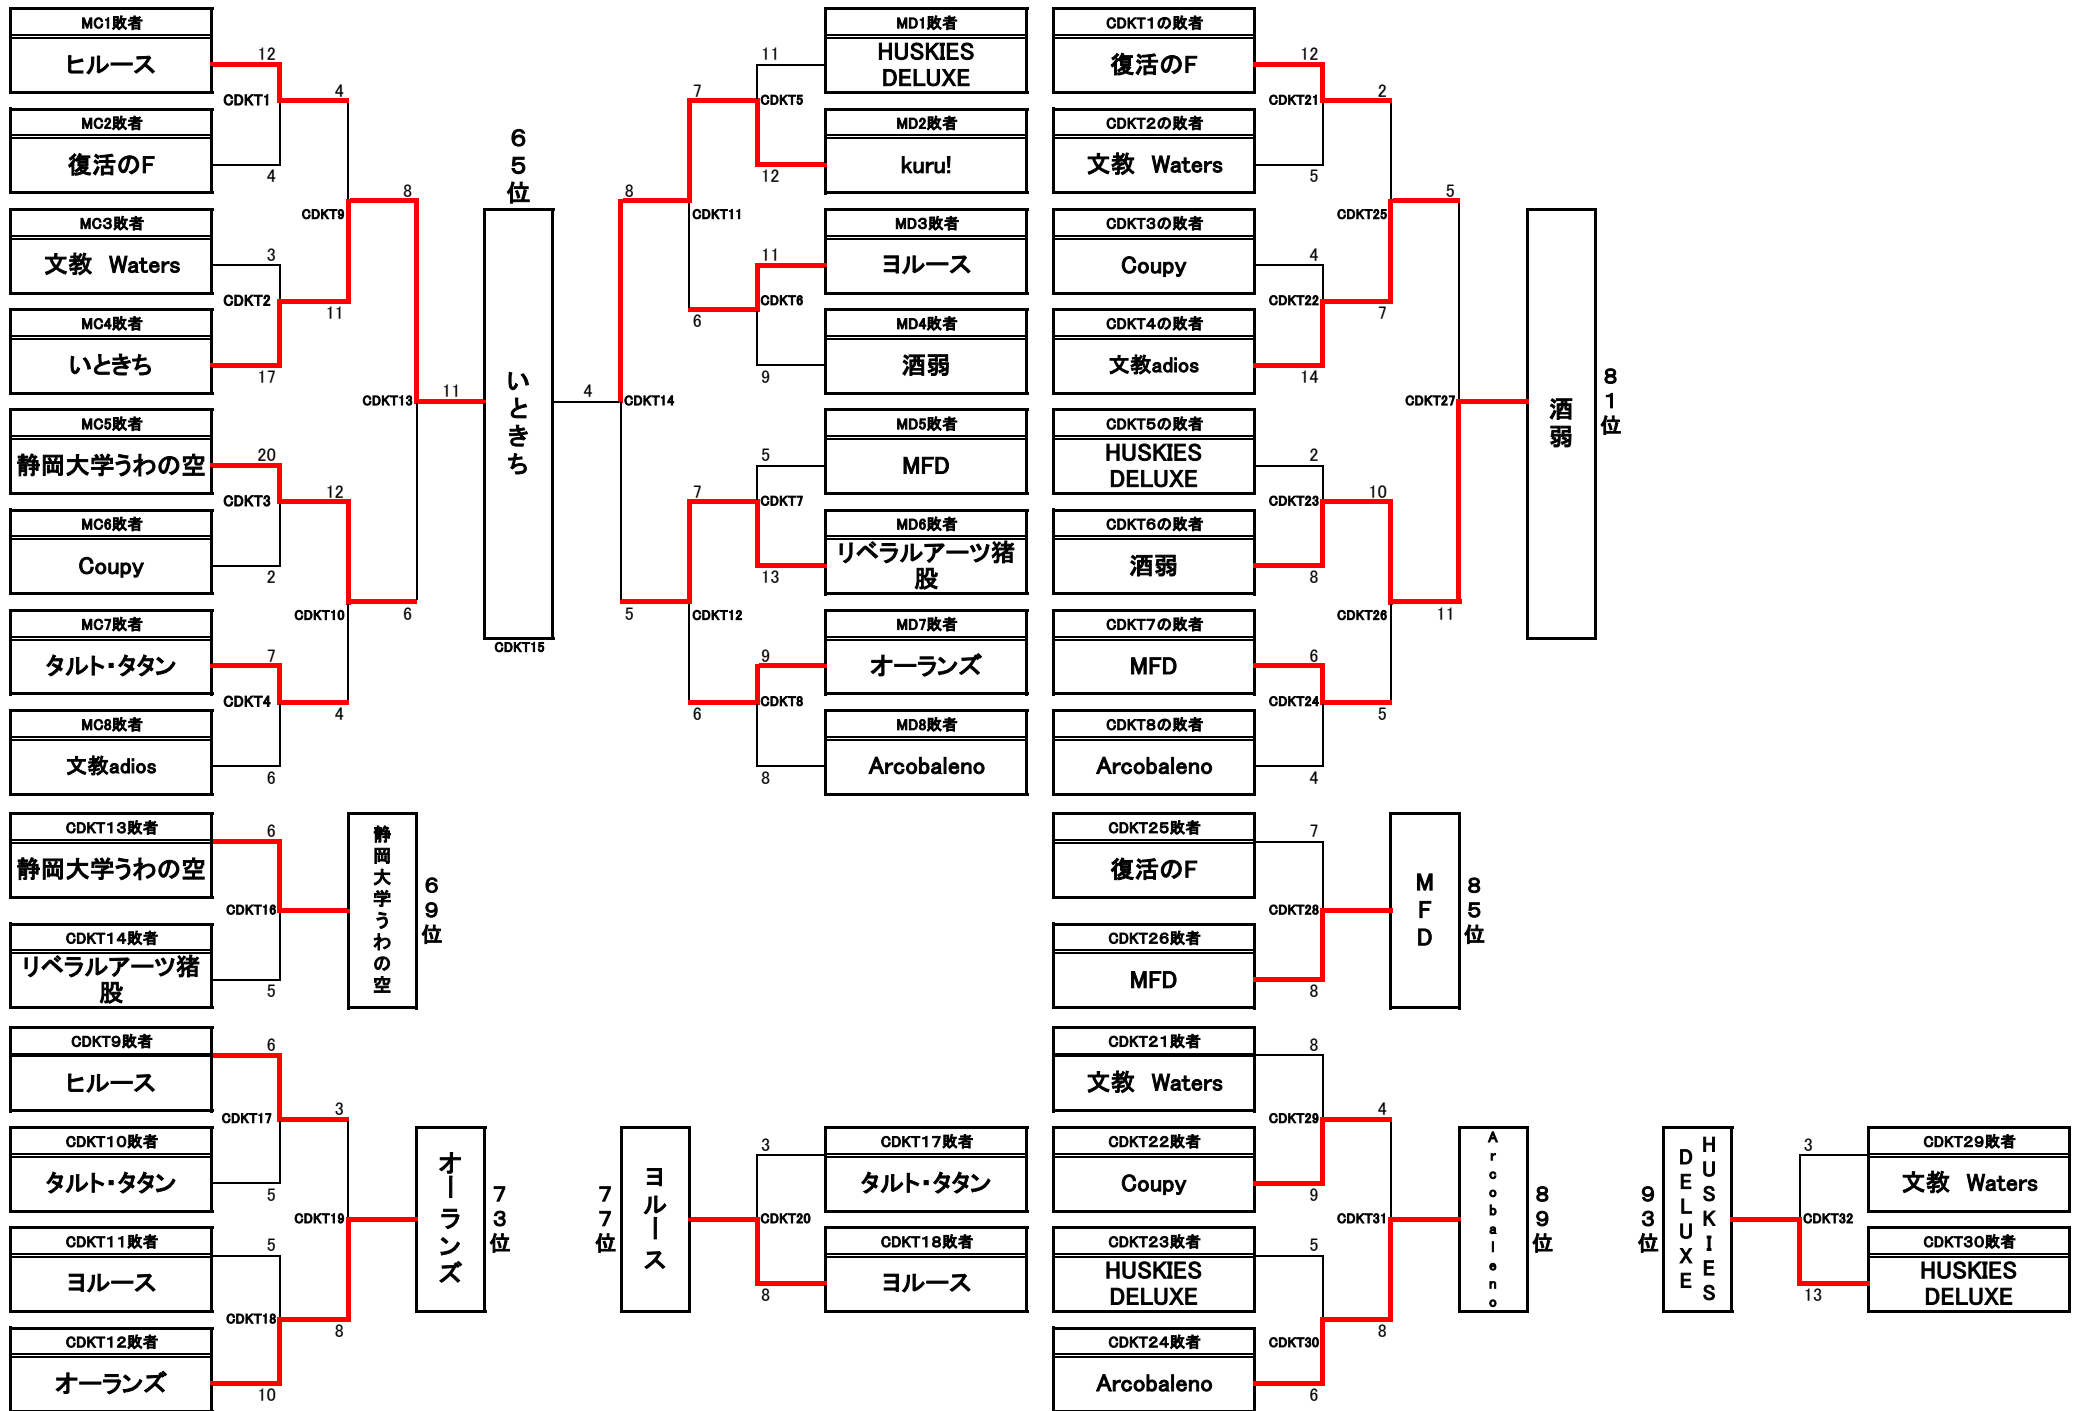 MC1敗者
ヒルース
12
CDKT1
4
MC2敗者
復活のF
4
CDKT9
8
MC3敗者
文教 Waters
3
CDKT2
11
MC4敗者
いときち
17
CDKT13
11
MC5敗者
静岡大学うわの空
20
CDKT3
12
MC6敗者
Coupy
2
CDKT10
6
MC7敗者
タルト・タタン
7
CDKT4
4
MC8敗者
文教adios
6
65位
いときち
CDKT15
4
MD1敗者
HUSKIES
DELUXE
11
CDKT5
7
MD2敗者
kuru!
12
CDKT11
8
MD3敗者
ヨルース
11
CDKT6
6
MD4敗者
酒弱
9
CDKT14
MD5敗者
MFD
5
CDKT7
7
MD6敗者
リベラルアーツ猪
股
13
CDKT12
5
MD7敗者
オーランズ
9
CDKT8
6
MD8敗者
Arcobaleno
8
CDKT1の敗者
復活のF
12
CDKT21
2
CDKT2の敗者
文教 Waters
5
CDKT25
5
CDKT3の敗者
Coupy
4
CDKT22
7
CDKT4の敗者
文教adios
14
CDKT27
CDKT5の敗者
HUSKIES
DELUXE
2
CDKT23
10
CDKT6の敗者
酒弱
8
CDKT26
11
CDKT7の敗者
MFD
6
CDKT24
5
CDKT8の敗者
Arcobaleno
4
酒弱
81位
CDKT13敗者
静岡大学うわの空
6
CDKT16
CDKT14敗者
リベラルアーツ猪
股
5
静岡大学うわの空
69位
CDKT25敗者
復活のF
7
CDKT28
CDKT26敗者
MFD
8
MFD
85位
CDKT9敗者
ヒルース
6
CDKT17
3
CDKT10敗者
タルト・タタン
5
CDKT19
CDKT11敗者
ヨルース
5
CDKT18
8
CDKT12敗者
オーランズ
10
オーランズ
73位
77位
ヨルース
3
CDKT20
8
CDKT17敗者
タルト・タタン
CDKT18敗者
ヨルース
CDKT21敗者
文教 Waters
8
CDKT29
4
CDKT22敗者
Coupy
9
CDKT31
CDKT23敗者
HUSKIES
DELUXE
5
CDKT30
8
CDKT24敗者
Arcobaleno
6
Arcobaleno
89位
93位
HUSKIES
DELUXE
3
CDKT32
13
CDKT29敗者
文教 Waters
CDKT30敗者
HUSKIES
DELUXE